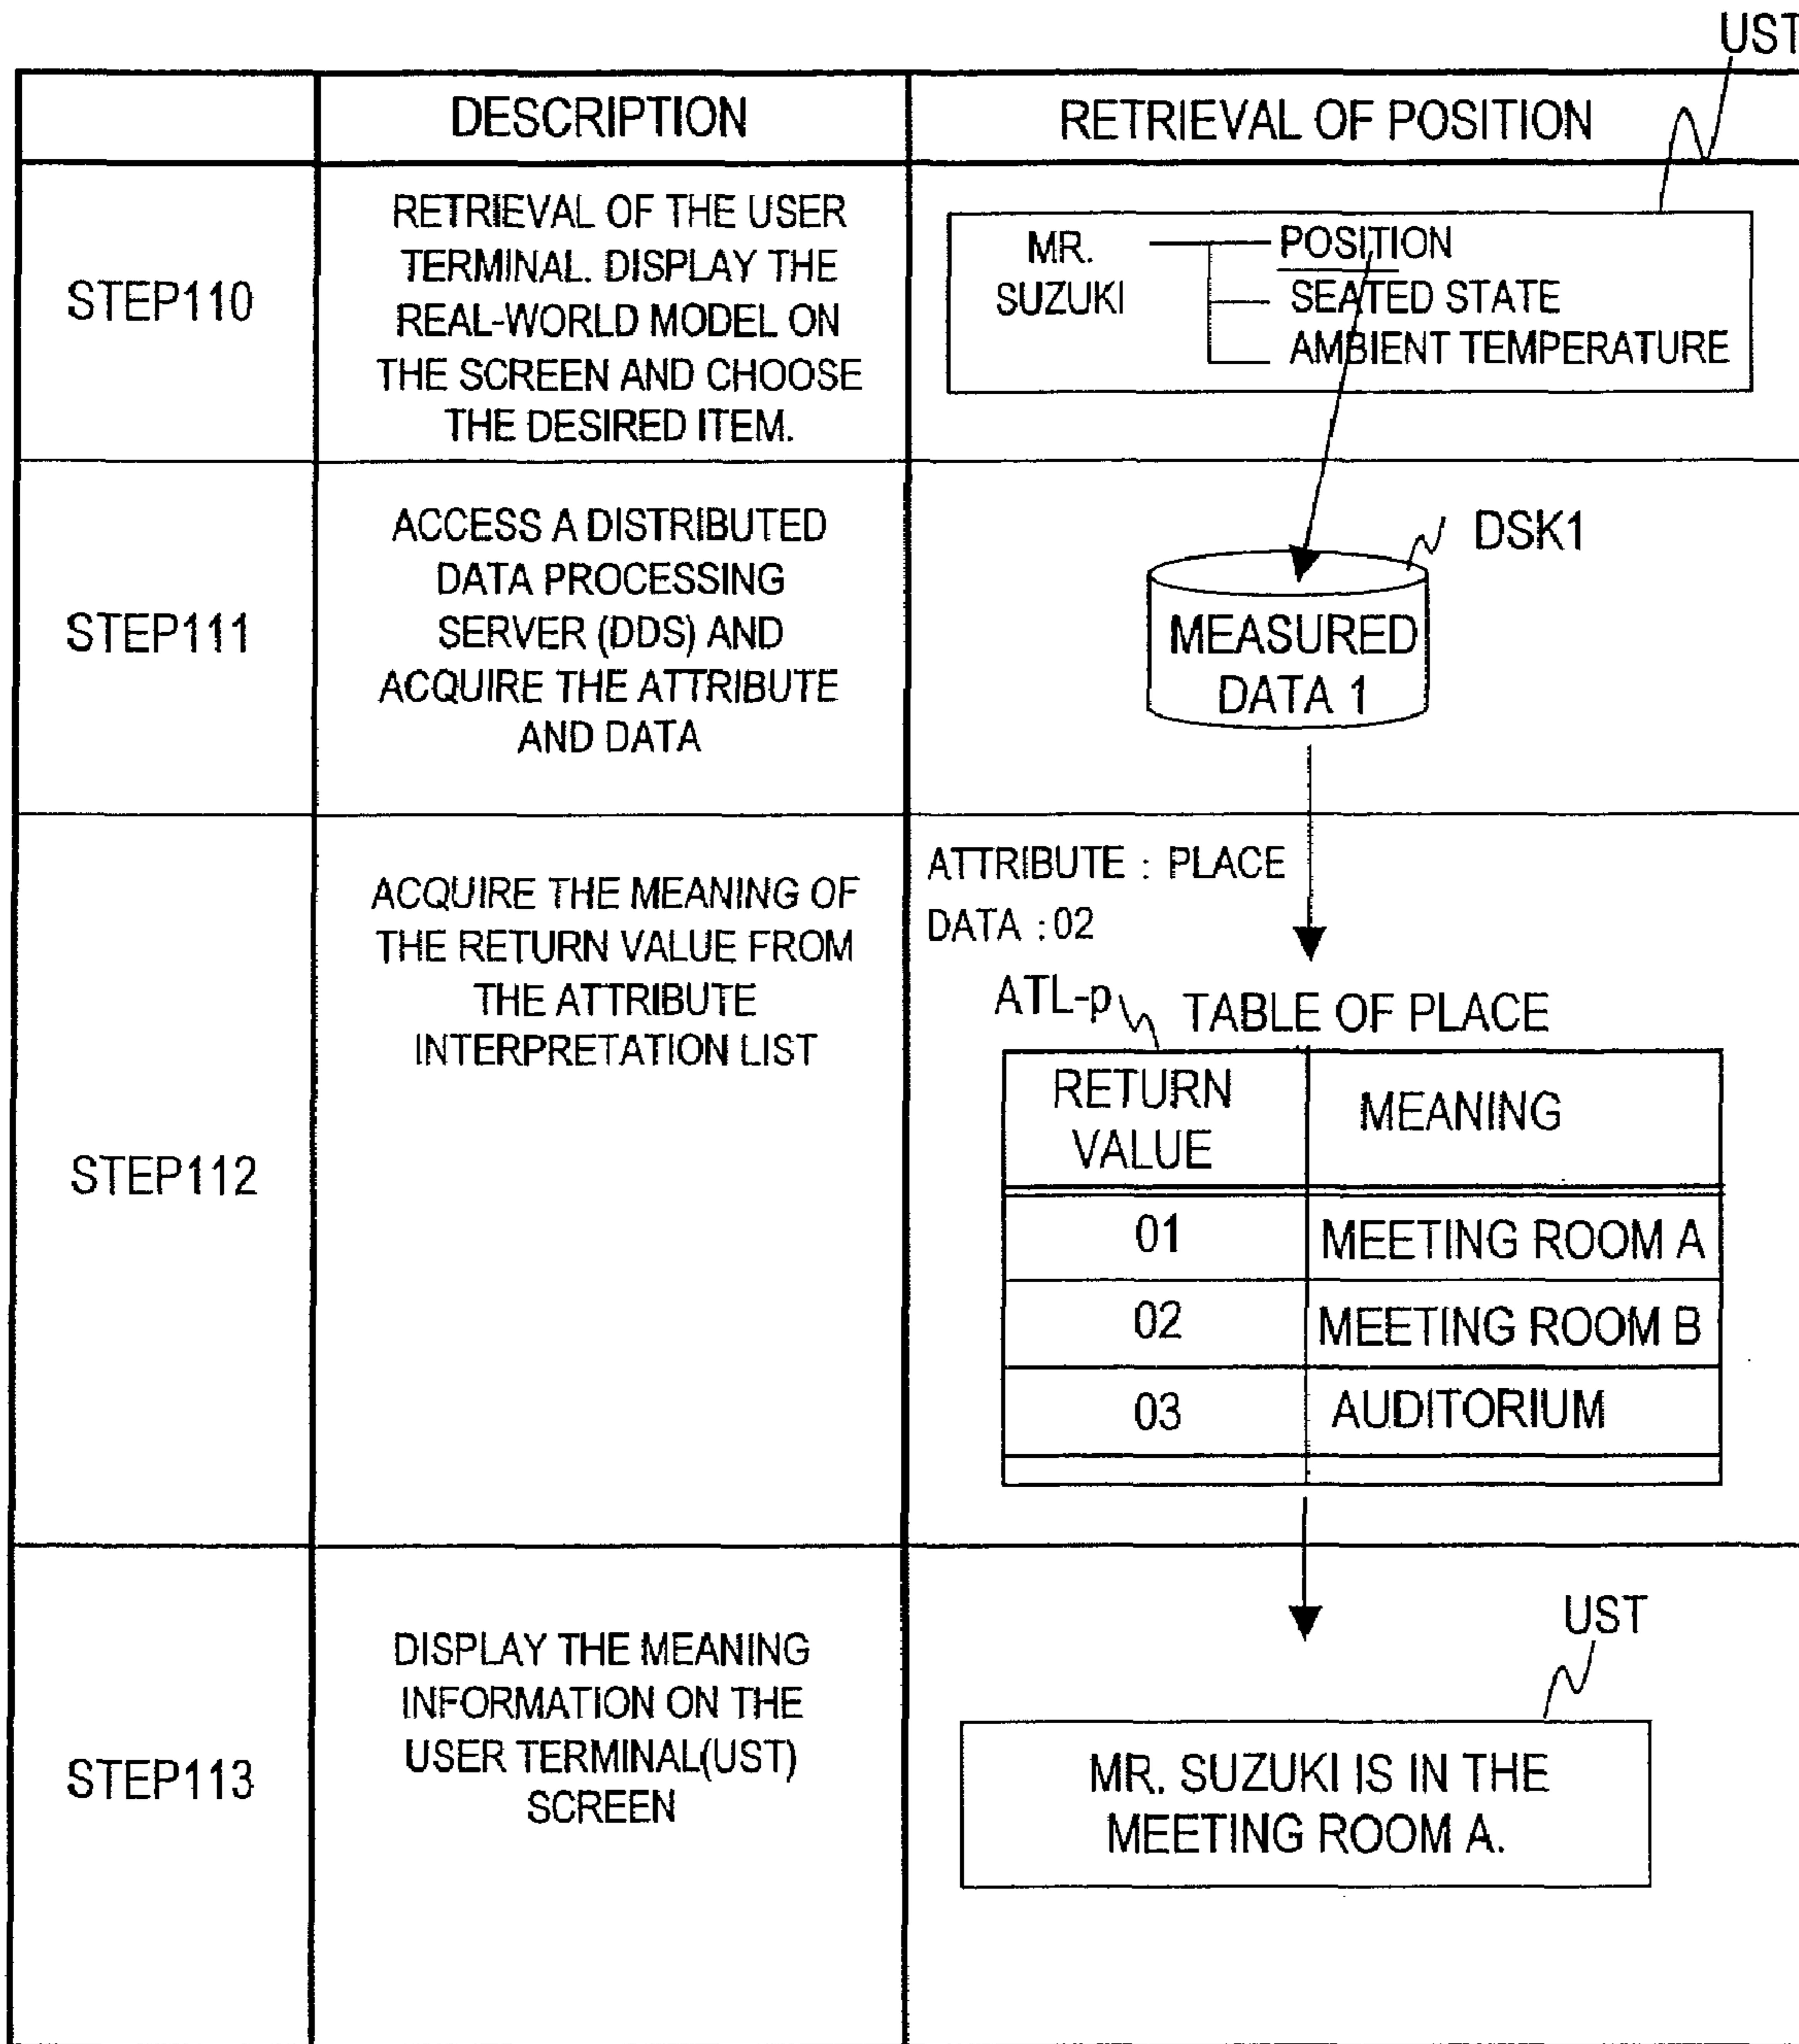 UST
DESCRIPTION
RETRIEVAL OF POSITION
STEP110
RETRIEVAL OF THE USER
TERMINAL. DISPLAY THE
REAL-WORLD MODEL ON
THE SCREEN AND CHOOSE
THE DESIRED ITEM.
MR.
SUZUKI
POSITION
SEATED STATE
AMBIENT TEMPERATURE
STEP111
ACCESS A DISTRIBUTED
DATA PROCESSING
SERVER (DDS) AND
ACQUIRE THE ATTRIBUTE
AND DATA
DSK1
MEASURED
DATA 1
STEP112
ACQUIRE THE MEANING OF
THE RETURN VALUE FROM
THE ATTRIBUTE
INTERPRETATION LIST
ATTRIBUTE : PLACE
DATA :02
ATL-p
TABLE OF PLACE
RETURN
VALUE
MEANING
01 MEETING ROOM A
02 MEETING ROOM B
03 AUDITORIUM
STEP113
DISPLAY THE MEANING
INFORMATION ON THE
USER TERMINAL(UST)
SCREEN
UST
MR. SUZUKI IS IN THE
MEETING ROOM A.